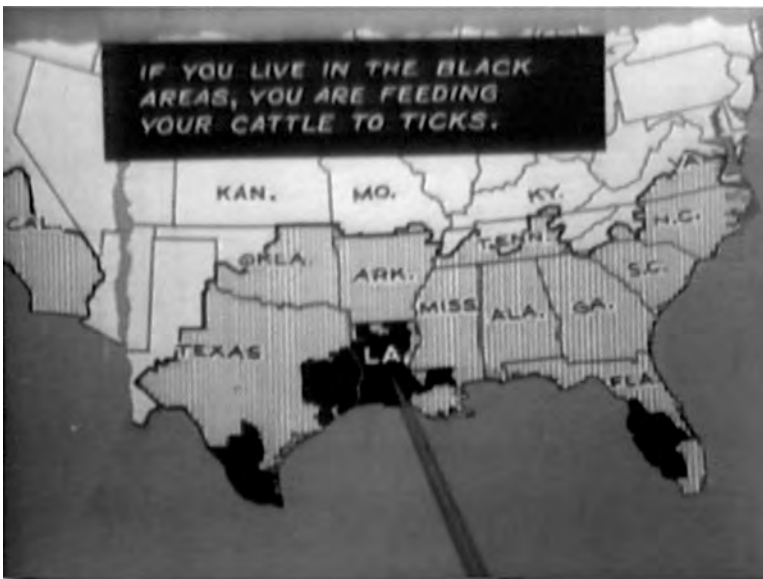 IF YOU LIVE IN THE BLACK
AREAS, YOU ARE FEEDING
YOUR CATTLE TO TICKS.
KAN.
MO.
KY.
VA.
CAL.
OKLA.
ARK.
TENN.
N.C.
S.C.
TEXAS
LA.
MISS
ALA.
GA.
FLA.